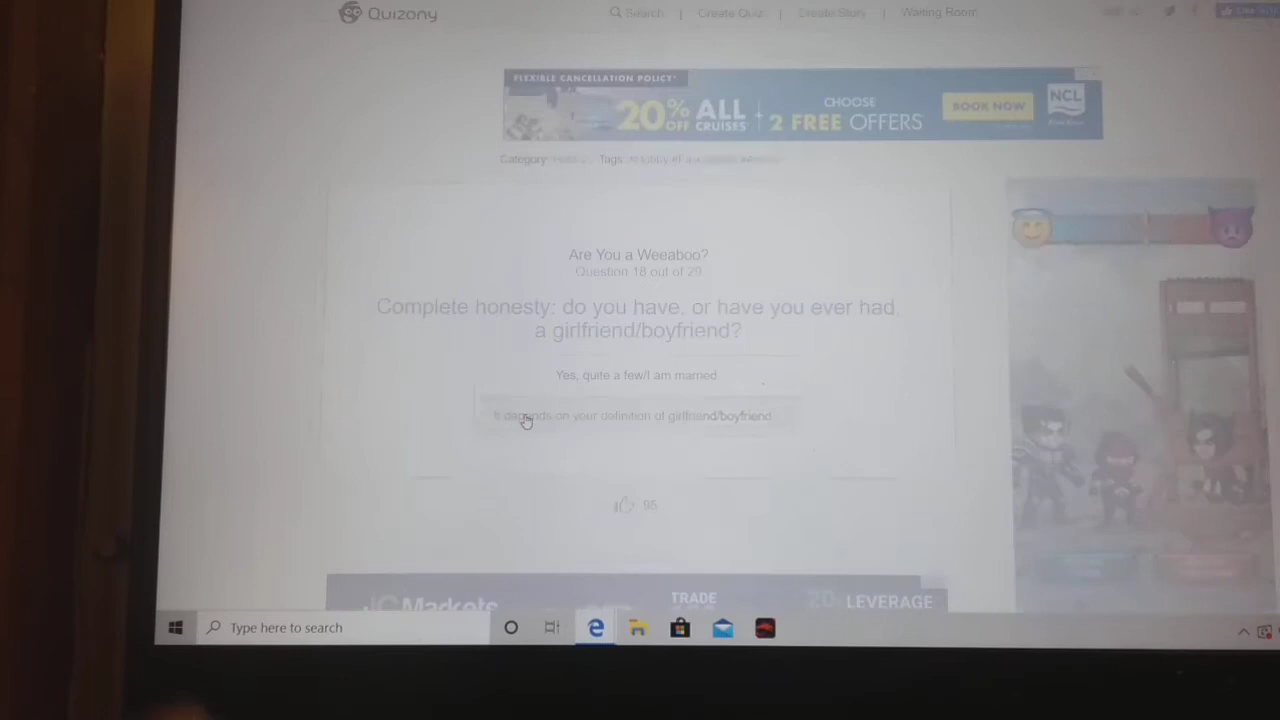 Quizony
Search | Create Quiz | Create Story | Waiting Room
FLEXIBLE CANCELLATION POLICY*
20% OFF ALL CRUISES + CHOOSE 2 FREE OFFERS BOOK NOW NCL
Category: Tags:
Are You a Weeaboo?
Question 18 out of 29
Complete honesty: do you have, or have you ever had,
a girlfriend/boyfriend?
Yes, quite a few/I am married
It depends on your definition of girlfriend/boyfriend
95
Markets TRADE 20 LEVERAGE
Type here to search